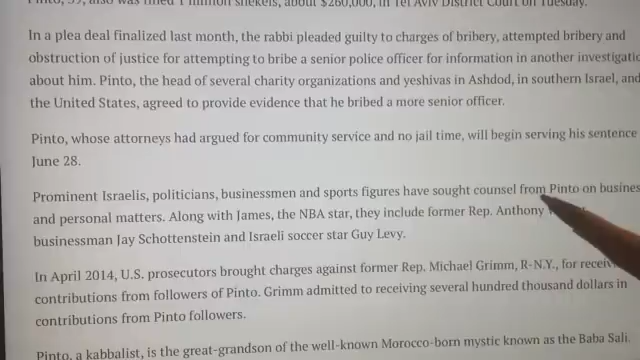 Pinto, 39, also was fined 1 million shekels, about $260,000, in Tel Aviv District Court on Tuesday.
In a plea deal finalized last month, the rabbi pleaded guilty to charges of bribery, attempted bribery and
obstruction of justice for attempting to bribe a senior police officer for information in another
about him. Pinto, the head of several charity organizations and yeshivas in Ashdod, in southern Israel, and
the United States, agreed to provide evidence that he bribed a more senior officer.
Pinto, whose attorneys had argued for community service and no jail time, will begin serving his sentence
June 28.
Prominent Israelis, politicians, businessmen and sports figures have sought counsel from Pinto on
and personal matters. Along with James, the NBA star, they include former Rep. Anthony
businessman Jay Schottenstein and Israeli soccer star Guy Levy.
In April 2014, U.S. prosecutors brought charges against former Rep. Michael Grimm, R-N.Y., for
contributions from followers of Pinto. Grimm admitted to receiving several hundred thousand dollars in
contributions from Pinto followers.
Pinto, a kabbalist, is the great-grandson of the well-known Morocco-born mystic known as the Baba Sali.